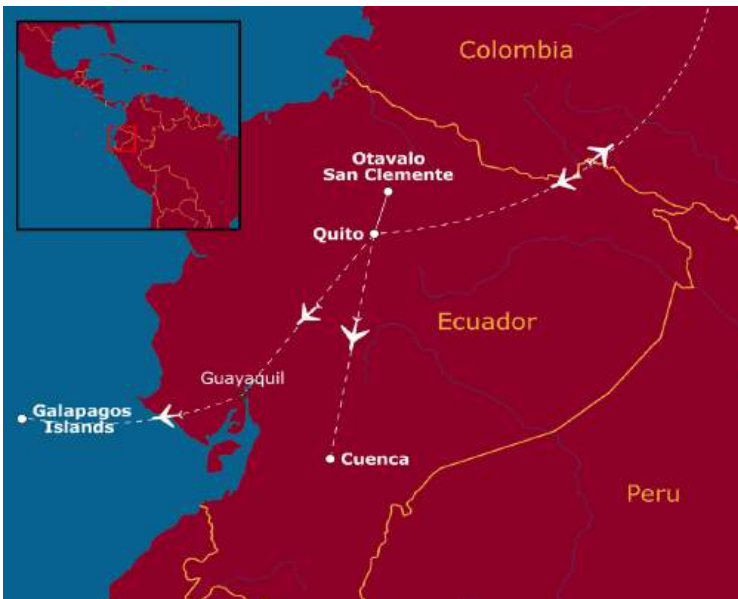 Colombia
Otavalo
San Clemente
Quito
Ecuador
Guayaquil
Galapagos
Islands
Cuenca
Peru